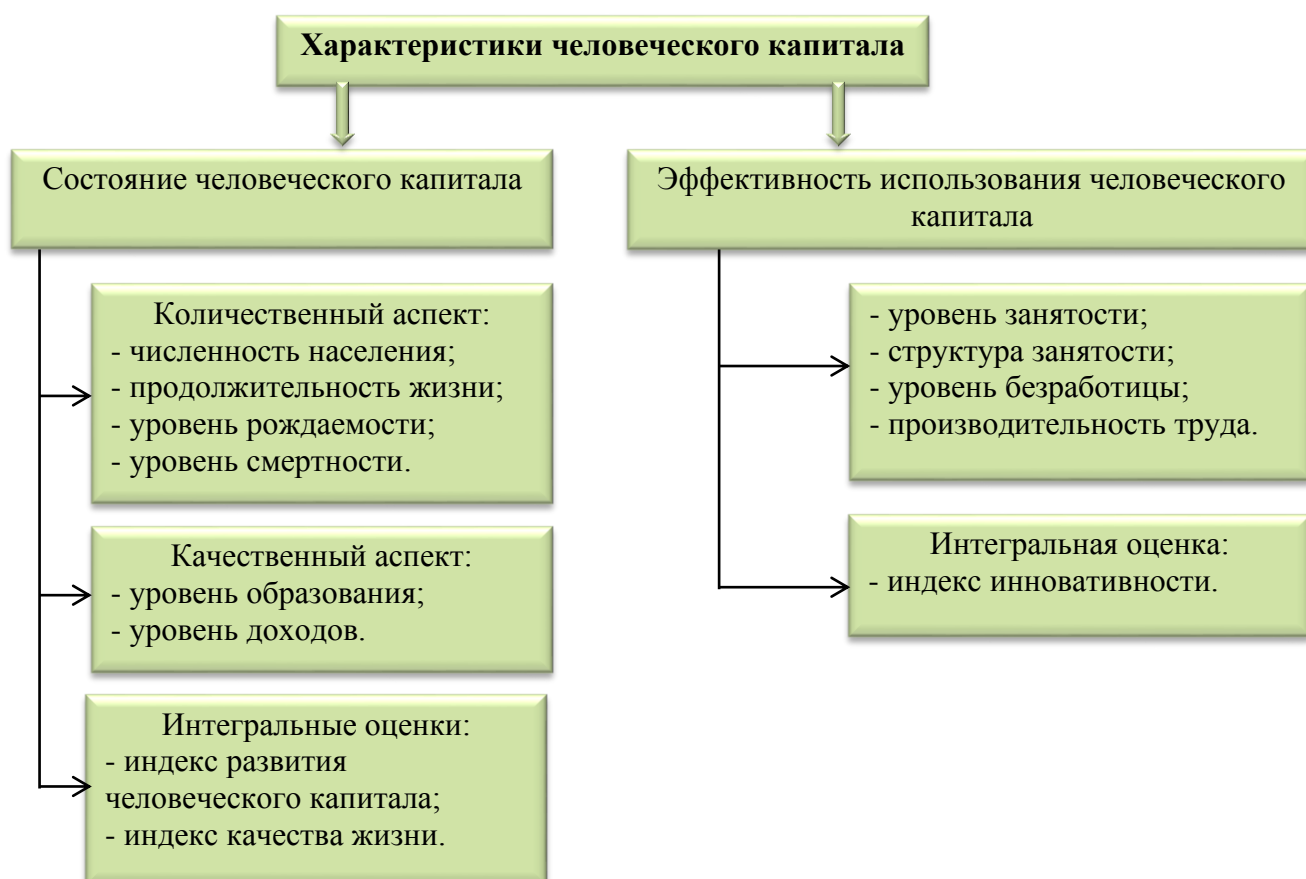 Характеристики человеческого капитала
Состояние человеческого капитала
Количественный аспект:
- численность населения;
- продолжительность жизни;
- уровень рождаемости;
- уровень смертности.
Качественный аспект:
- уровень образования;
- уровень доходов.
Интегральные оценки:
- индекс развития
человеческого капитала;
- индекс качества жизни.
Эффективность использования человеческого
капитала
- уровень занятости;
- структура занятости;
- уровень безработицы;
- производительность труда.
Интегральная оценка:
- индекс инновативности.